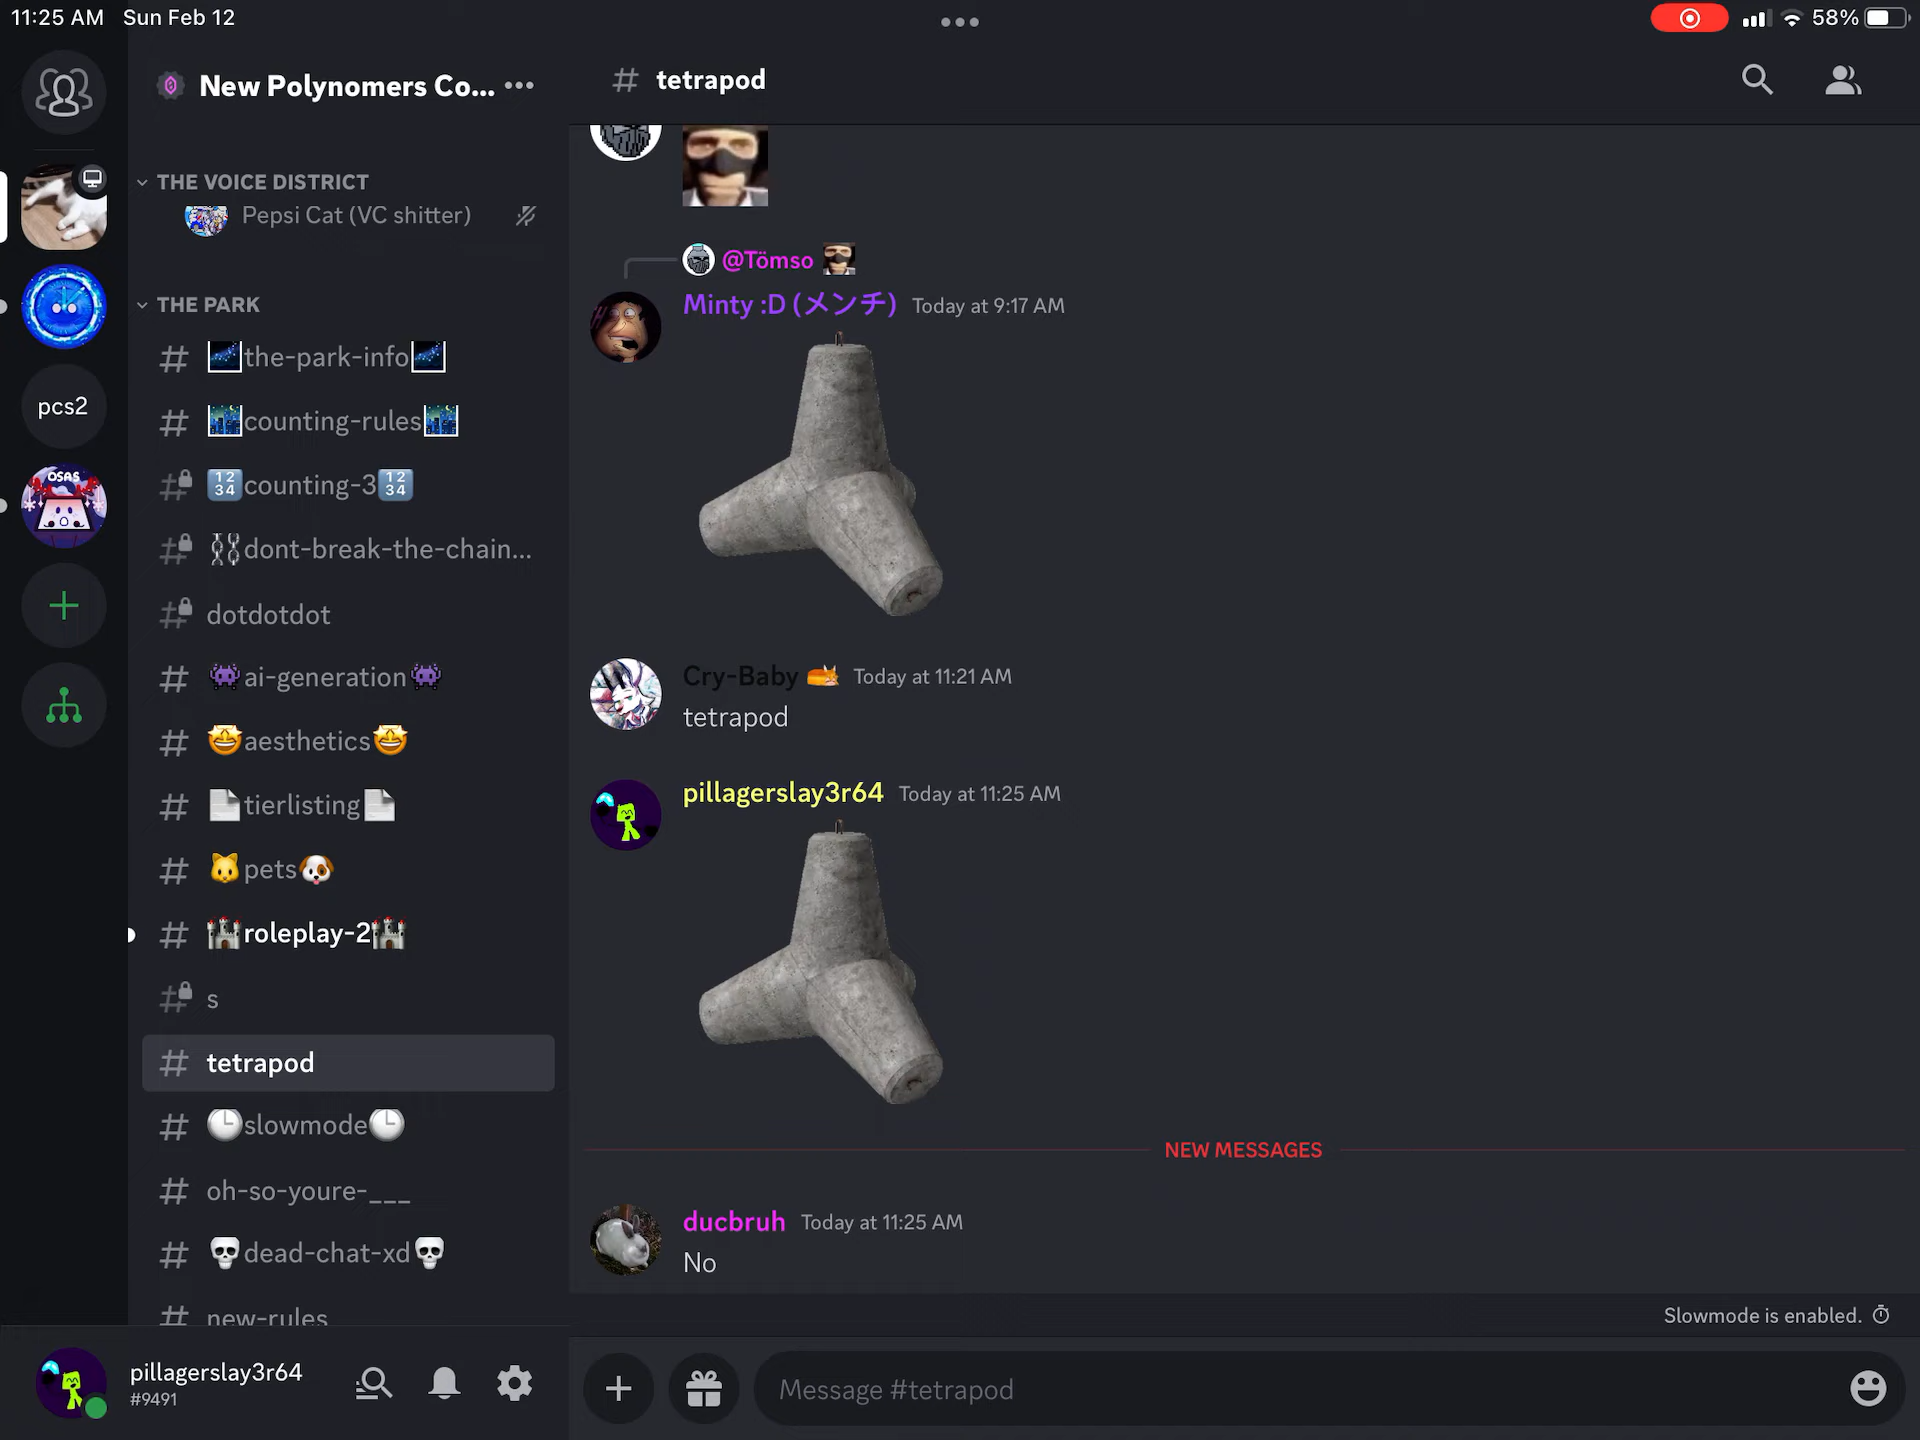 11:25 AM Sun Feb 12
58%
New Polynomers Co...
# tetrapod
THE VOICE DISTRICT
Pepsi Cat (VC shitter)
@Tömso
THE PARK
Minty :D (メンチ) Today at 9:17 AM
# the-park-info
pcs2
# counting-rules
OSAS
# 1234counting-31234
# dont-break-the-chain...
# dotdotdot
# ai-generation
Cry-Baby Today at 11:21 AM
tetrapod
# aesthetics
# tierlisting
pillagerslay3r64 Today at 11:25 AM
# pets
# roleplay-2
# s
# tetrapod
# slowmode
NEW MESSAGES
# oh-so-youre-___
# dead-chat-xd
ducbruh Today at 11:25 AM
No
# new-rules
Slowmode is enabled.
pillagerslay3r64
#9491
Message #tetrapod